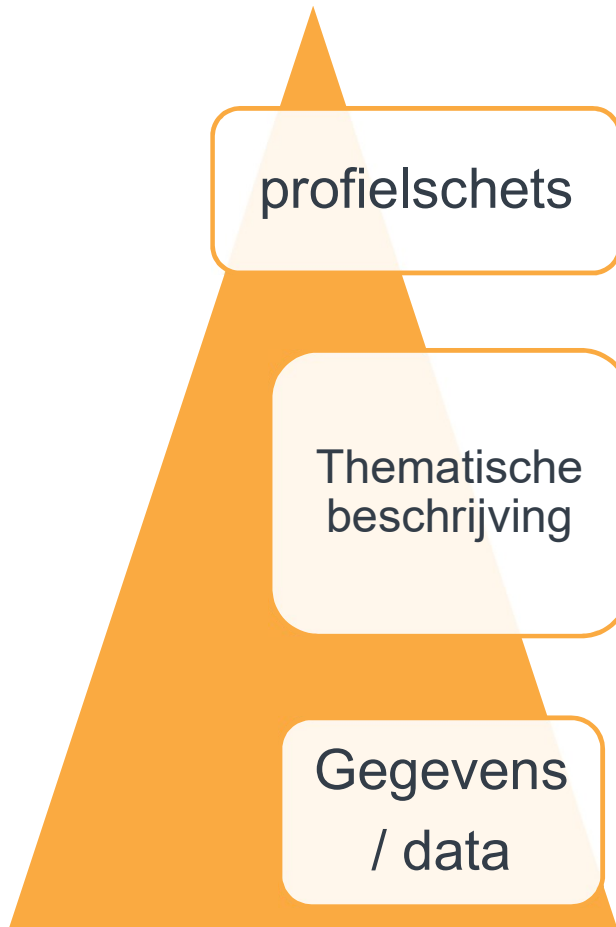 profielschets
Thematische
beschrijving
Gegevens
/ data